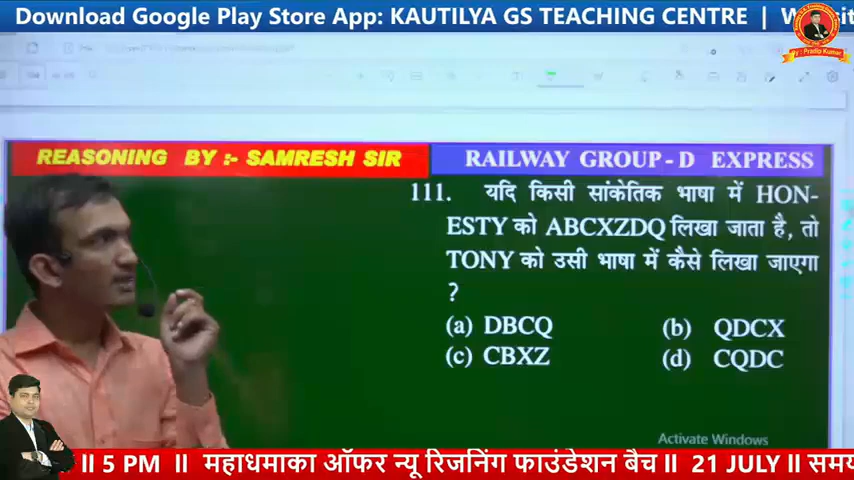 Download Google Play Store App: KAUTILYA GS TEACHING CENTRE |
Pradip Kumar
REASONING BY :- SAMRESH SIR
RAILWAY GROUP - D EXPRESS
111. यदि किसी सांकेतिक भाषा में HON-
ESTY को ABCXZDQ लिखा जाता है, तो
TONY को उसी भाषा में कैसे लिखा जाएगा
?
(a) DBCQ (b) QDCX
(c) CBXZ (d) CQDC
Activate Windows
II 5 PM II महाधमाका ऑफर न्यू रिजनिंग फाउंडेशन बैच II 21 JULY II समय